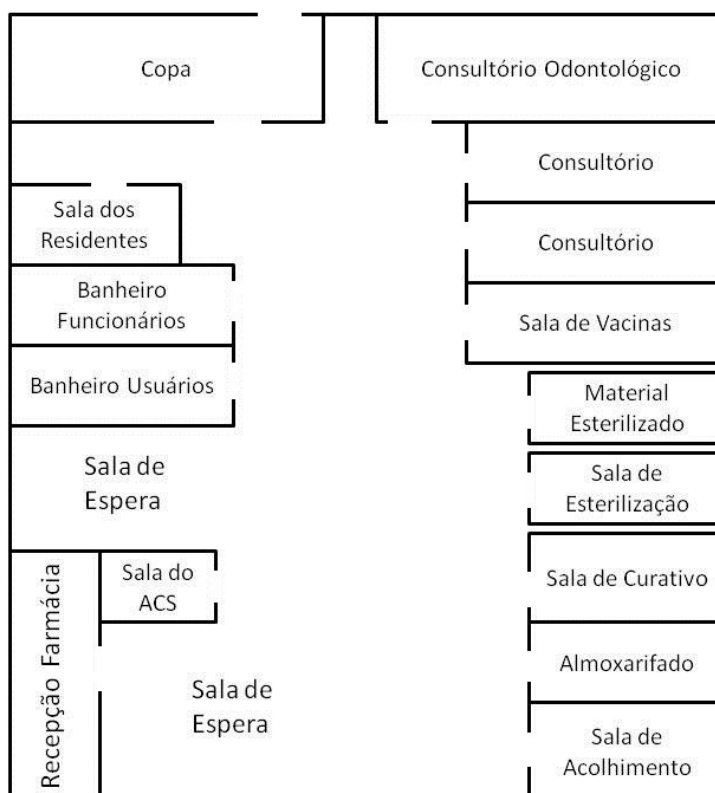 Copa
Consultório Odontológico
Consultório
Sala dos
Residentes
Consultório
Banheiro
Funcionários
Sala de Vacinas
Banheiro Usuários
Material
Esterilizado
Sala de
Espera
Sala de
Esterilização
Recepção Farmácia
Sala do
ACS
Sala de Curativo
Almoxarifado
Sala de
Espera
Sala de
Acolhimento